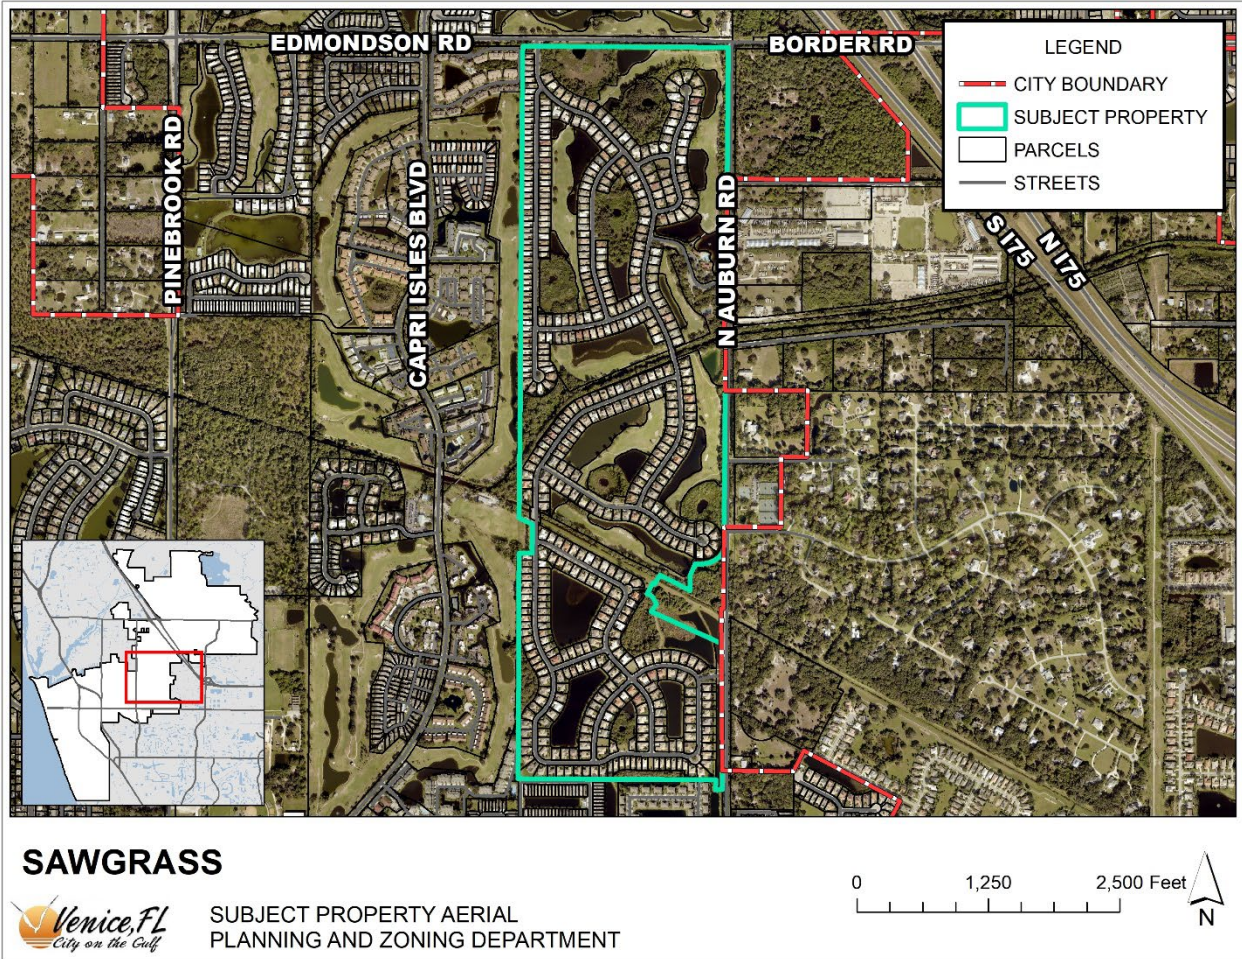 EDMONDSON RD
BORDER RD
LEGEND
CITY BOUNDARY
SUBJECT PROPERTY
PARCELS
STREETS
PINEBROOK RD
CAPRI ISLES BLVD
N AUBURN RD
S I75
N I75
SAWGRASS
Venice, FL
City on the Gulf
SUBJECT PROPERTY AERIAL
PLANNING AND ZONING DEPARTMENT
0 1,250 2,500 Feet
N